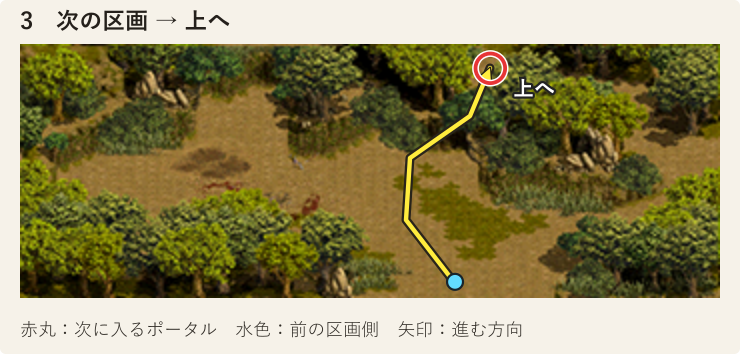 3　次の区画 → 上へ
上へ
赤丸：次に入るポータル　水色：前の区画側　矢印：進む方向